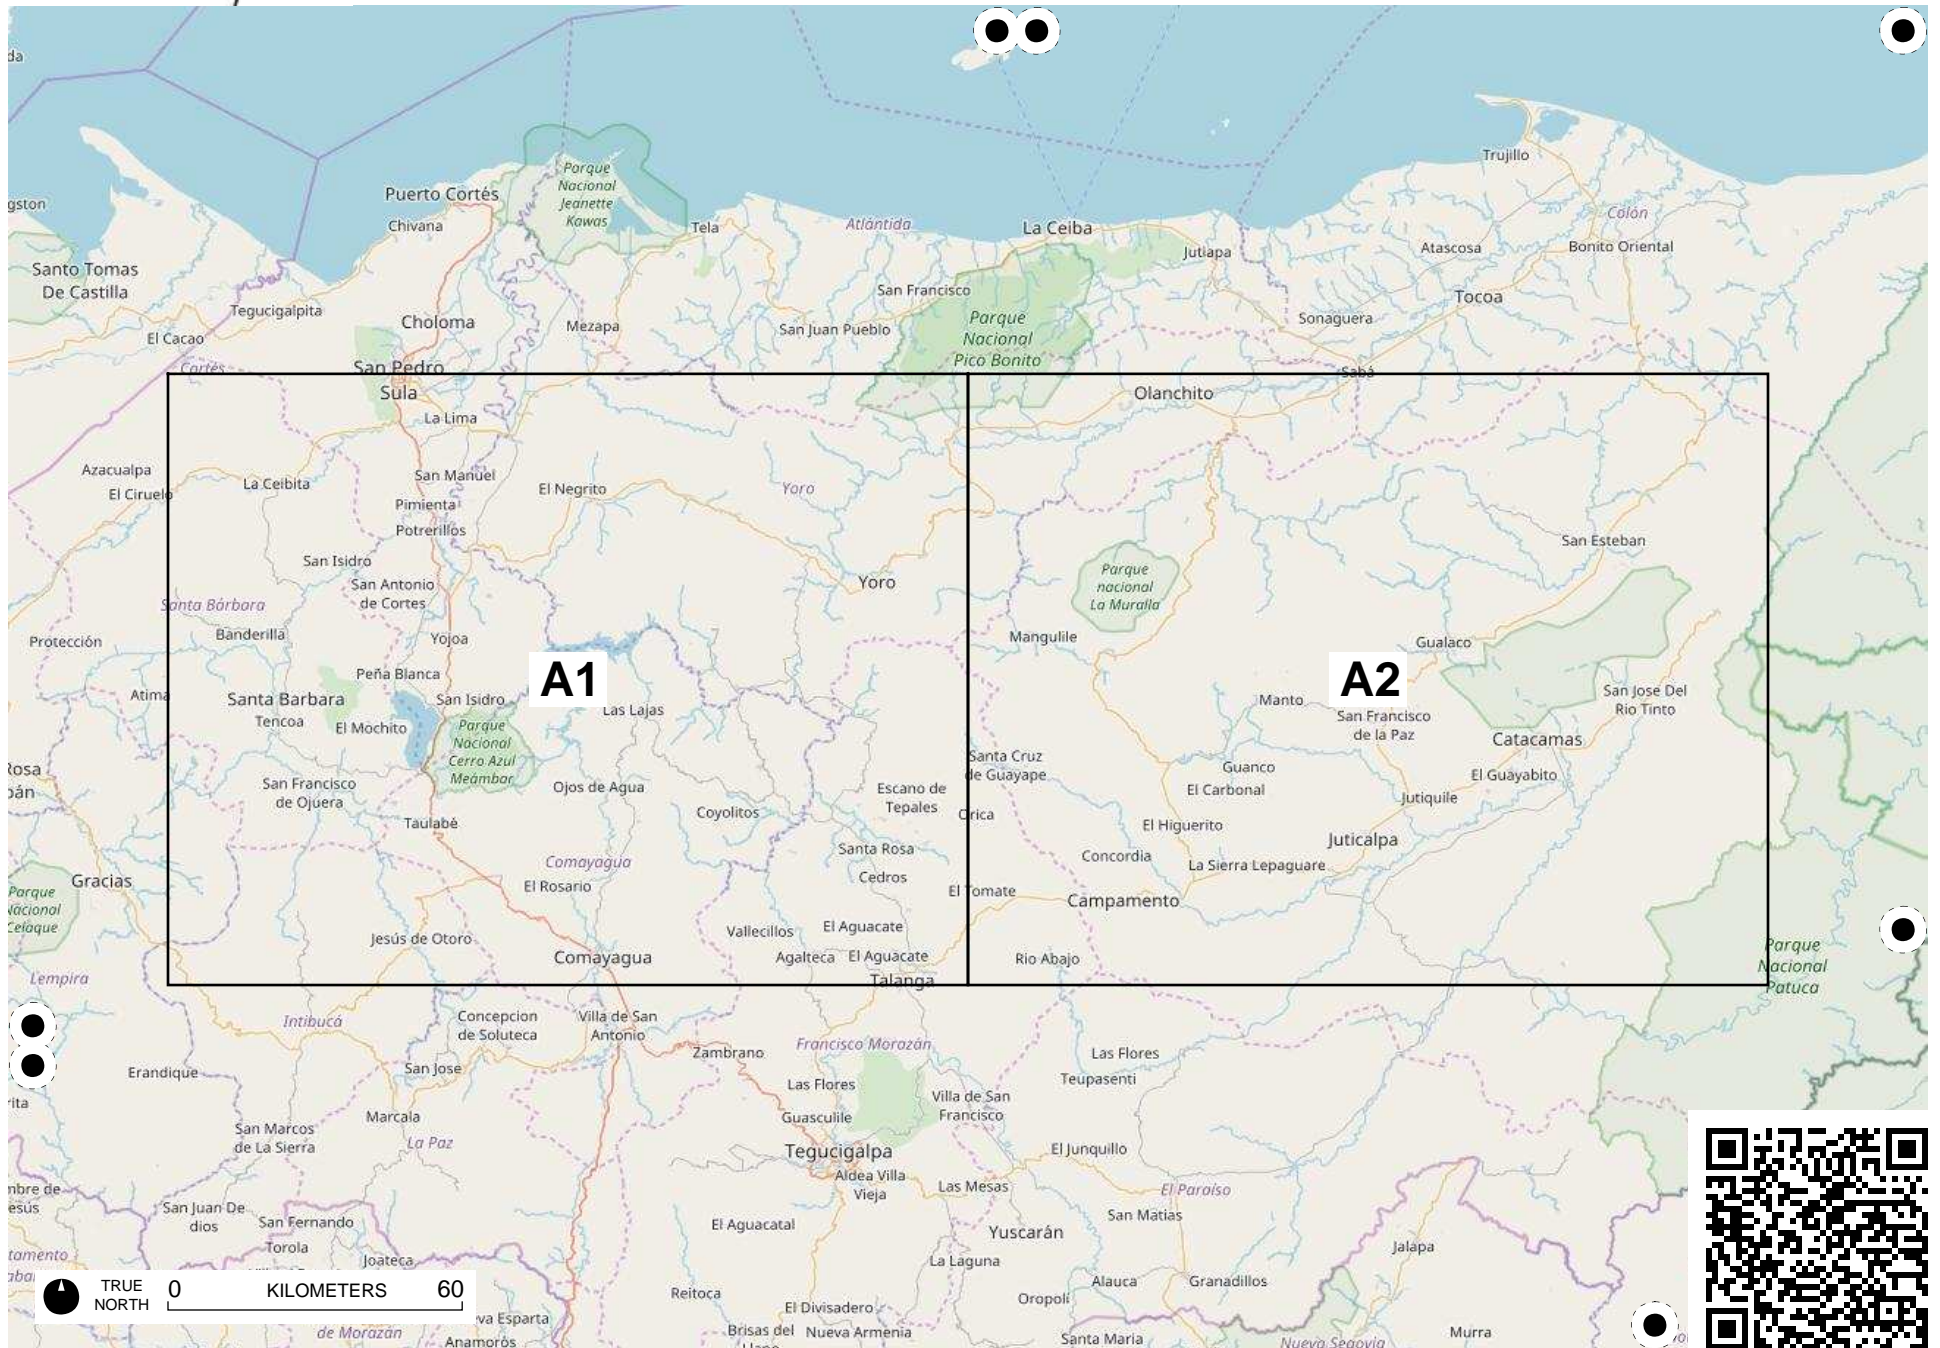 Parque
Nacional
Jeanette
Kawas
Puerto Cortés
Chivana
Tela
Atlántida
La Ceiba
Trujillo
Colón
Jutiapa
Atascosa
Bonito Oriental
Santo Tomas
De Castilla
Tegucigalpita
El Cacao
Choloma
Mezapa
San Francisco
San Juan Pueblo
Parque
Nacional
Pico Bonito
Tocoa
Sonaguera
Cortés
San Pedro
Sula
La Lima
Olanchito
Sabá
Azacualpa
El Ciruelo
La Ceibita
San Manuel
Pimienta
Potrerillos
El Negrito
Yoro
San Isidro
San Antonio
de Cortes
Yoro
San Esteban
Parque
nacional
La Muralla
Santa Bárbara
Banderilla
Protección
Yojoa
Mangulile
Gualaco
Peña Blanca
A1
A2
Atima
Santa Barbara
Tencoa
El Mochito
San Isidro
Las Lajas
Manto
San Francisco
de la Paz
San Jose Del
Rio Tinto
Parque
Nacional
Cerro Azul
Meámbar
Catacamas
Santa Cruz
de Guayape
Guanco
El Carbonal
El Guayabito
Jutiquile
San Francisco
de Ojuera
Ojos de Agua
Escano de
Tepales
Coyolitos
Orica
Taulabé
El Higuerito
Juticalpa
Comayagua
Santa Rosa
Cedros
Concordia
La Sierra Lepaguare
Gracias
El Rosario
El Tomate
Campamento
Parque
Nacional
Celaque
Jesús de Otoro
Vallecillos
El Aguacate
Comayagua
Agalteca
El Aguacate
Rio Abajo
Talanga
Parque
Nacional
Patuca
Lempira
Intibucá
Concepcion
de Soluteca
Villa de San
Antonio
Zambrano
Francisco Morazán
Las Flores
Teupasenti
Erandique
San Jose
Las Flores
Guasculile
Villa de San
Francisco
Marcala
San Marcos
de La Sierra
La Paz
Tegucigalpa
El Junquillo
Aldea Villa
Vieja
Las Mesas
El Paraíso
San Juan De
dios
San Fernando
El Aguacatal
Yuscarán
San Matias
Torola
Joateca
La Laguna
Jalapa
TRUE
NORTH
0 KILOMETERS 60
Reitoca
Alauca
Granadillos
Oropolí
El Divisadero
de Morazán
Anamorós
Brisas del
Nueva Armenia
Santa Maria
Nueva Segovia
Murra